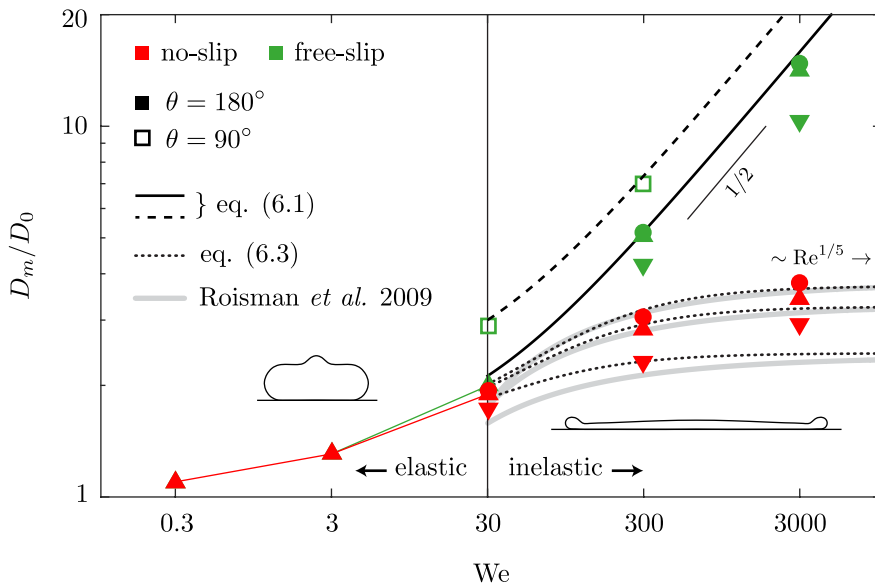 20
10
1
D_m/D_0
no-slip free-slip
θ = 180°
θ = 90°
} eq. (6.1)
eq. (6.3)
Roisman et al. 2009
1/2
∼ Re^{1/5} →
elastic inelastic
0.3 3 30 300 3000
We